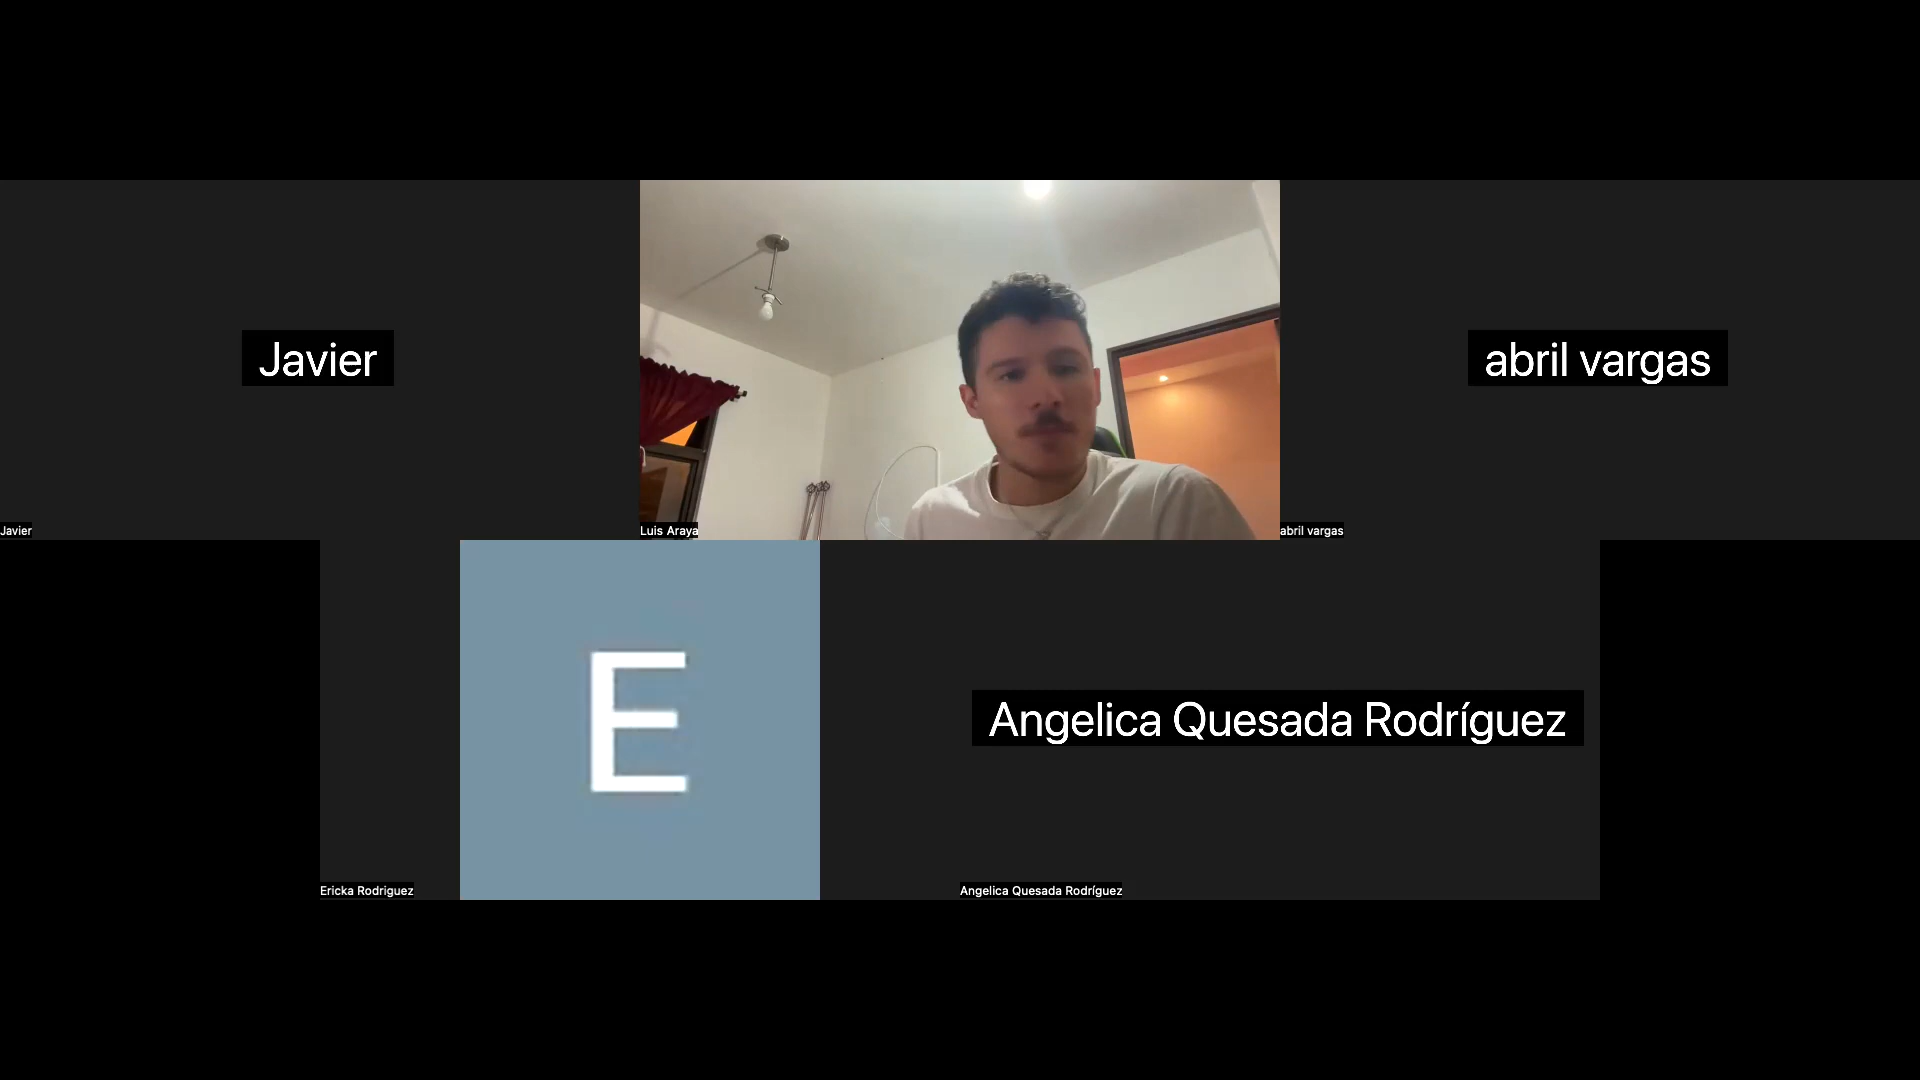 Javier
abril vargas
Javier
Luis Araya
abril vargas
E
Angelica Quesada Rodríguez
Ericka Rodriguez
Angelica Quesada Rodríguez